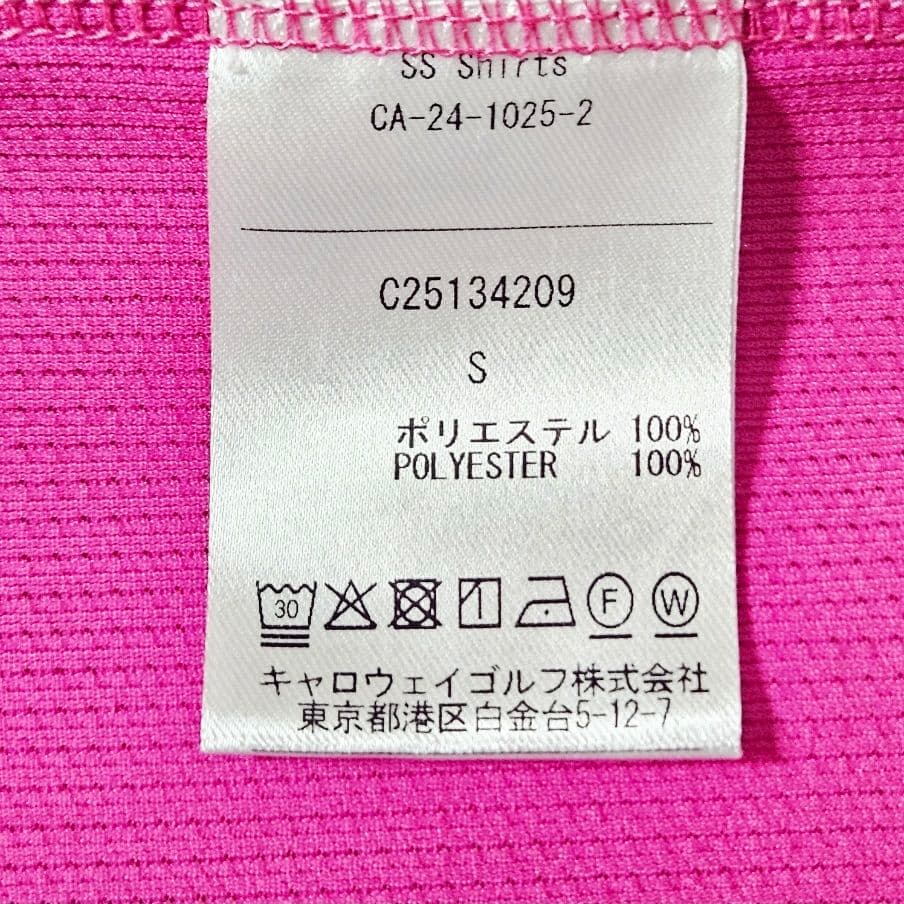 SS Shirts
CA-24-1025-2
C25134209
S
ポリエステル 100%
POLYESTER 100%
30 F W
キャロウェイゴルフ株式会社
東京都港区白金台5-12-7